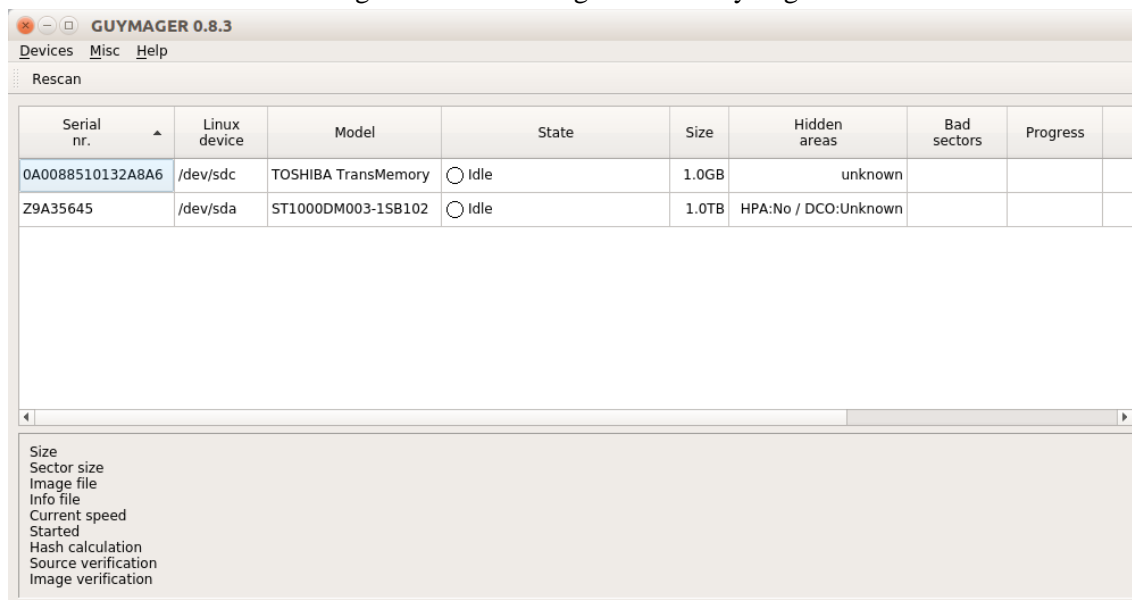 GUYMAGER 0.8.3
Devices Misc Help
Rescan
Serial nr. Linux device Model State Size Hidden areas Bad sectors Progress
0A0088510132A8A6 /dev/sdc TOSHIBA TransMemory Idle 1.0GB unknown
Z9A35645 /dev/sda ST1000DM003-1SB102 Idle 1.0TB HPA:No / DCO:Unknown
Size
Sector size
Image file
Info file
Current speed
Started
Hash calculation
Source verification
Image verification